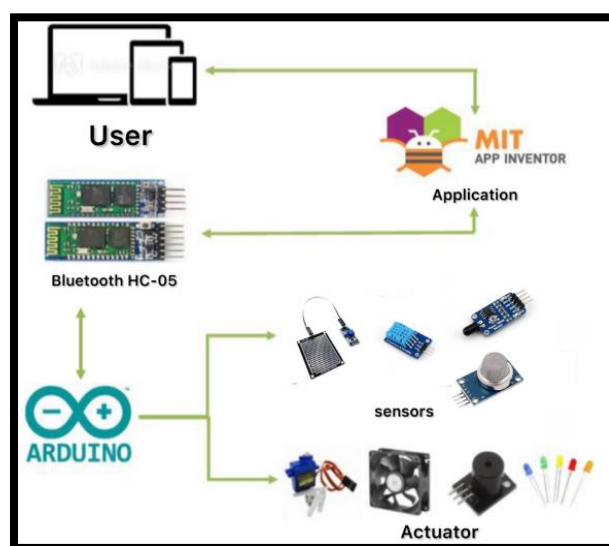 User
MIT
APP INVENTOR
Application
Bluetooth HC-05
sensors
ARDUINO
Actuator